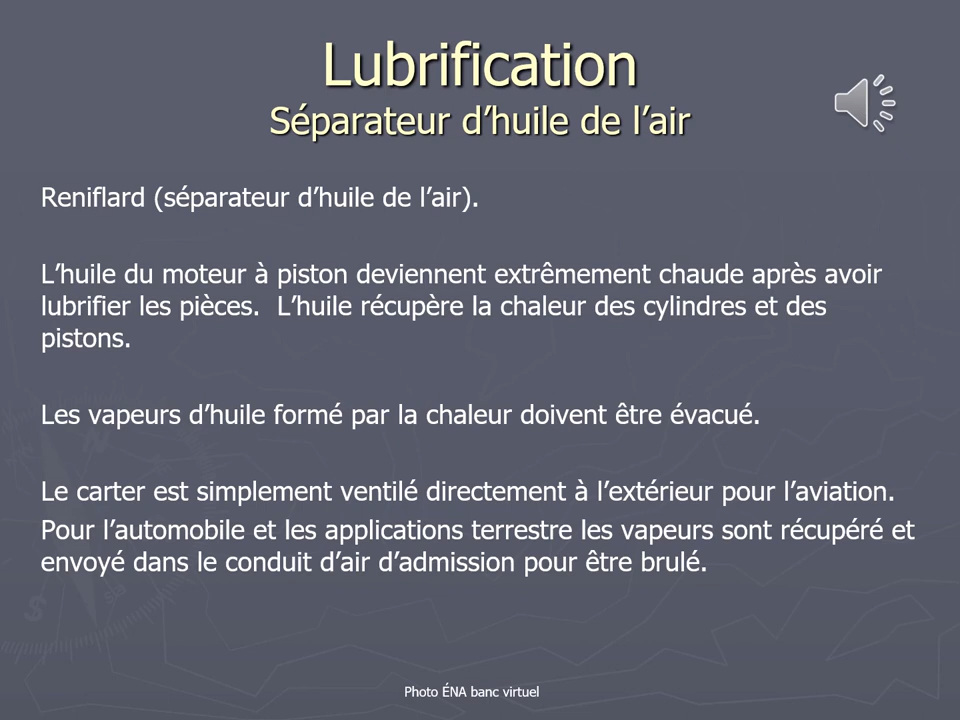 Lubrification
Séparateur d’huile de l’air
Reniflard (séparateur d’huile de l’air).
L’huile du moteur à piston deviennent extrêmement chaude après avoir
lubrifier les pièces.  L’huile récupère la chaleur des cylindres et des
pistons.
Les vapeurs d’huile formé par la chaleur doivent être évacué.
Le carter est simplement ventilé directement à l’extérieur pour l’aviation.
Pour l’automobile et les applications terrestre les vapeurs sont récupéré et
envoyé dans le conduit d’air d’admission pour être brulé.
Photo ÉNA banc virtuel